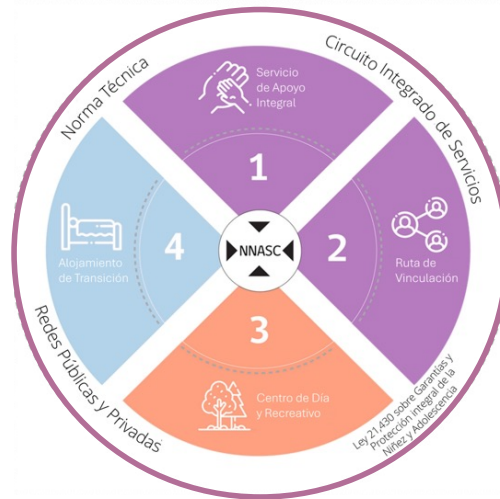 Norma Técnica
Circuito Integrado de Servicios
Servicio
de Apoyo
Integral
1
Ruta de
Vinculación
2
NNASC
4
Alojamiento
de Transición
3
Centro de Día
y Recreativo
Redes Públicas y Privadas
Ley 21,430 sobre Garantías y
Protección integral de la
Niñez y Adolescencia